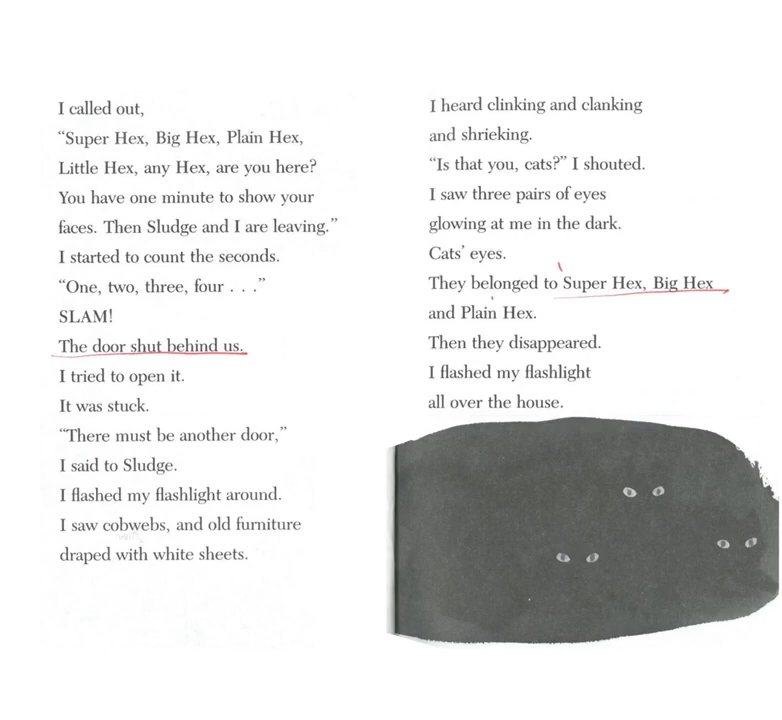 I called out,
“Super Hex, Big Hex, Plain Hex,
Little Hex, any Hex, are you here?
You have one minute to show your
faces. Then Sludge and I are leaving.”
I started to count the seconds.
“One, two, three, four . . .”
SLAM!
The door shut behind us.
I tried to open it.
It was stuck.
“There must be another door,”
I said to Sludge.
I flashed my flashlight around.
I saw cobwebs, and old furniture
draped with white sheets.
I heard clinking and clanking
and shrieking.
“Is that you, cats?” I shouted.
I saw three pairs of eyes
glowing at me in the dark.
Cats’ eyes.
They belonged to Super Hex, Big Hex
and Plain Hex.
Then they disappeared.
I flashed my flashlight
all over the house.